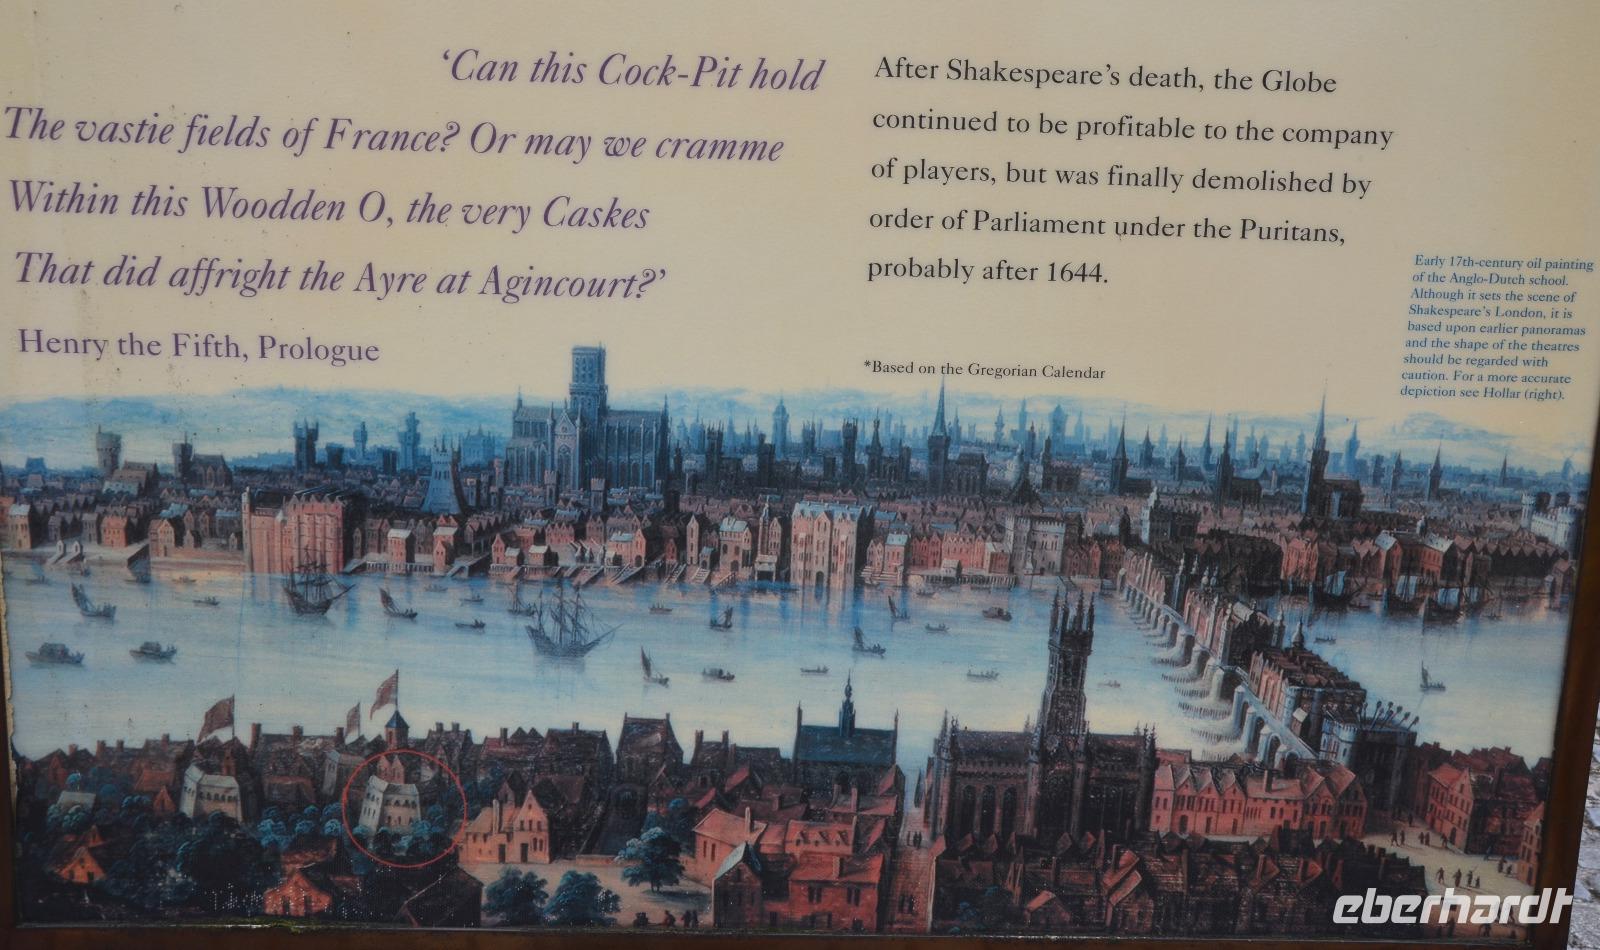 ‘Can this Cock-Pit hold
The vastie fields of France? Or may we cramme
Within this Woodden O, the very Caskes
That did affright the Ayre at Agincourt?’
Henry the Fifth, Prologue
After Shakespeare’s death, the Globe
continued to be profitable to the company
of players, but was finally demolished by
order of Parliament under the Puritans,
probably after 1644.
*Based on the Gregorian Calendar
Early 17th-century oil painting
of the Anglo-Dutch school.
Although it sets the scene of
Shakespeare’s London, it is
based upon earlier panoramas
and the shape of the theatres
should be regarded with
caution. For a more accurate
depiction see Hollar (right).
eberhardt